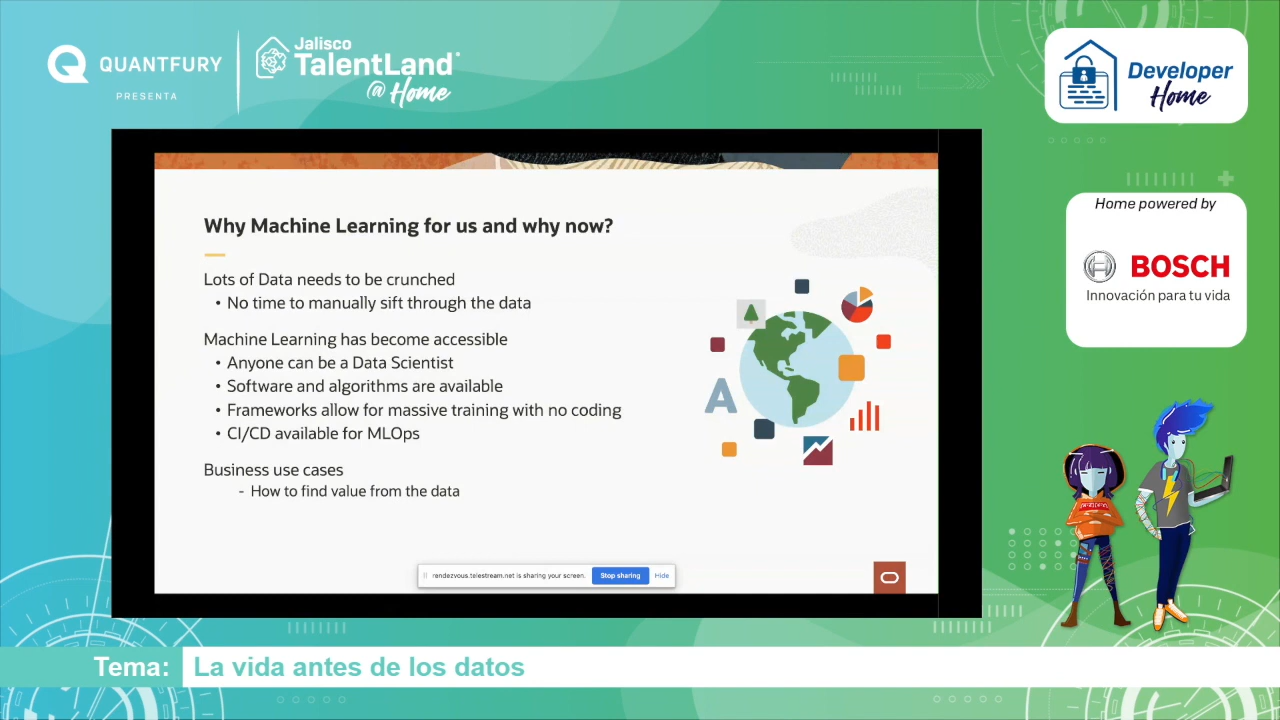 QUANTFURY
PRESENTA
Jalisco
TalentLand
@ Home
Developer
Home
Home powered by
BOSCH
Innovación para tu vida
Why Machine Learning for us and why now?
Lots of Data needs to be crunched
• No time to manually sift through the data
Machine Learning has become accessible
• Anyone can be a Data Scientist
• Software and algorithms are available
• Frameworks allow for massive training with no coding
• CI/CD available for MLOps
Business use cases
- How to find value from the data
A
rendezvous.telestream.net is sharing your screen. Stop sharing Hide
Tema: La vida antes de los datos